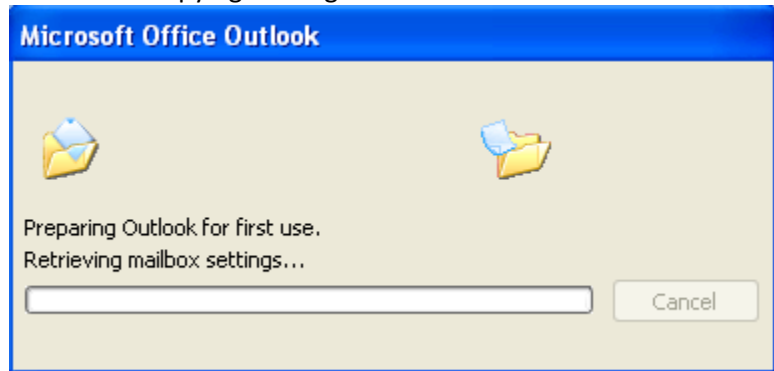 Microsoft Office Outlook
Preparing Outlook for first use.
Retrieving mailbox settings...
Cancel